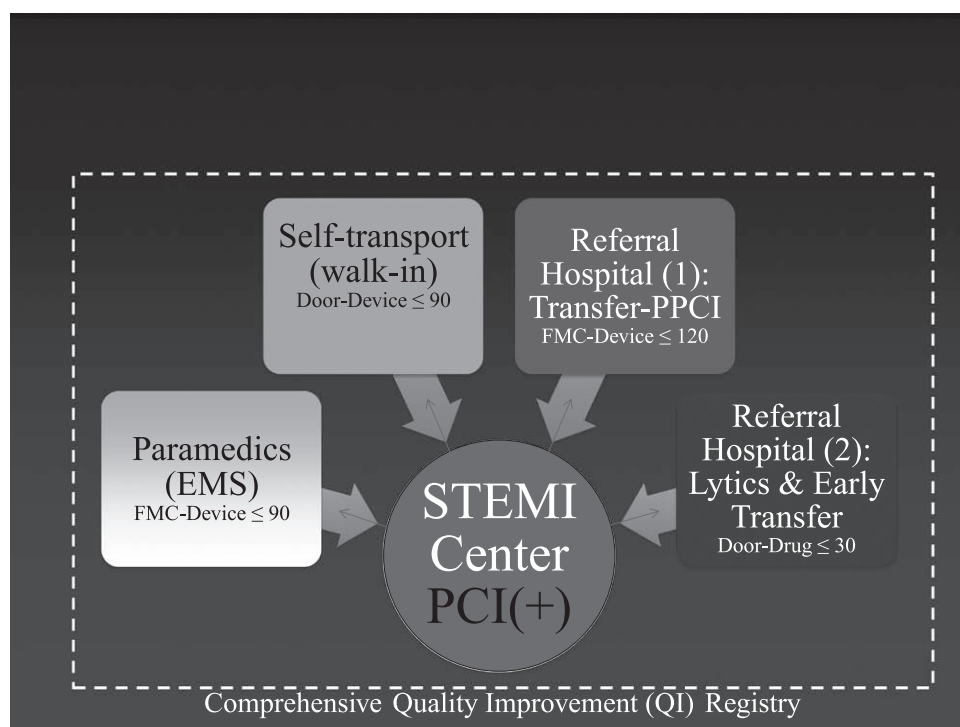 Self-transport
(walk-in)
Door-Device ≤ 90
Referral
Hospital (1):
Transfer-PPCI
FMC-Device ≤ 120
Paramedics
(EMS)
FMC-Device ≤ 90
Referral
Hospital (2):
Lytics & Early
Transfer
Door-Drug ≤ 30
STEMI
Center
PCI(+)
Comprehensive Quality Improvement (QI) Registry